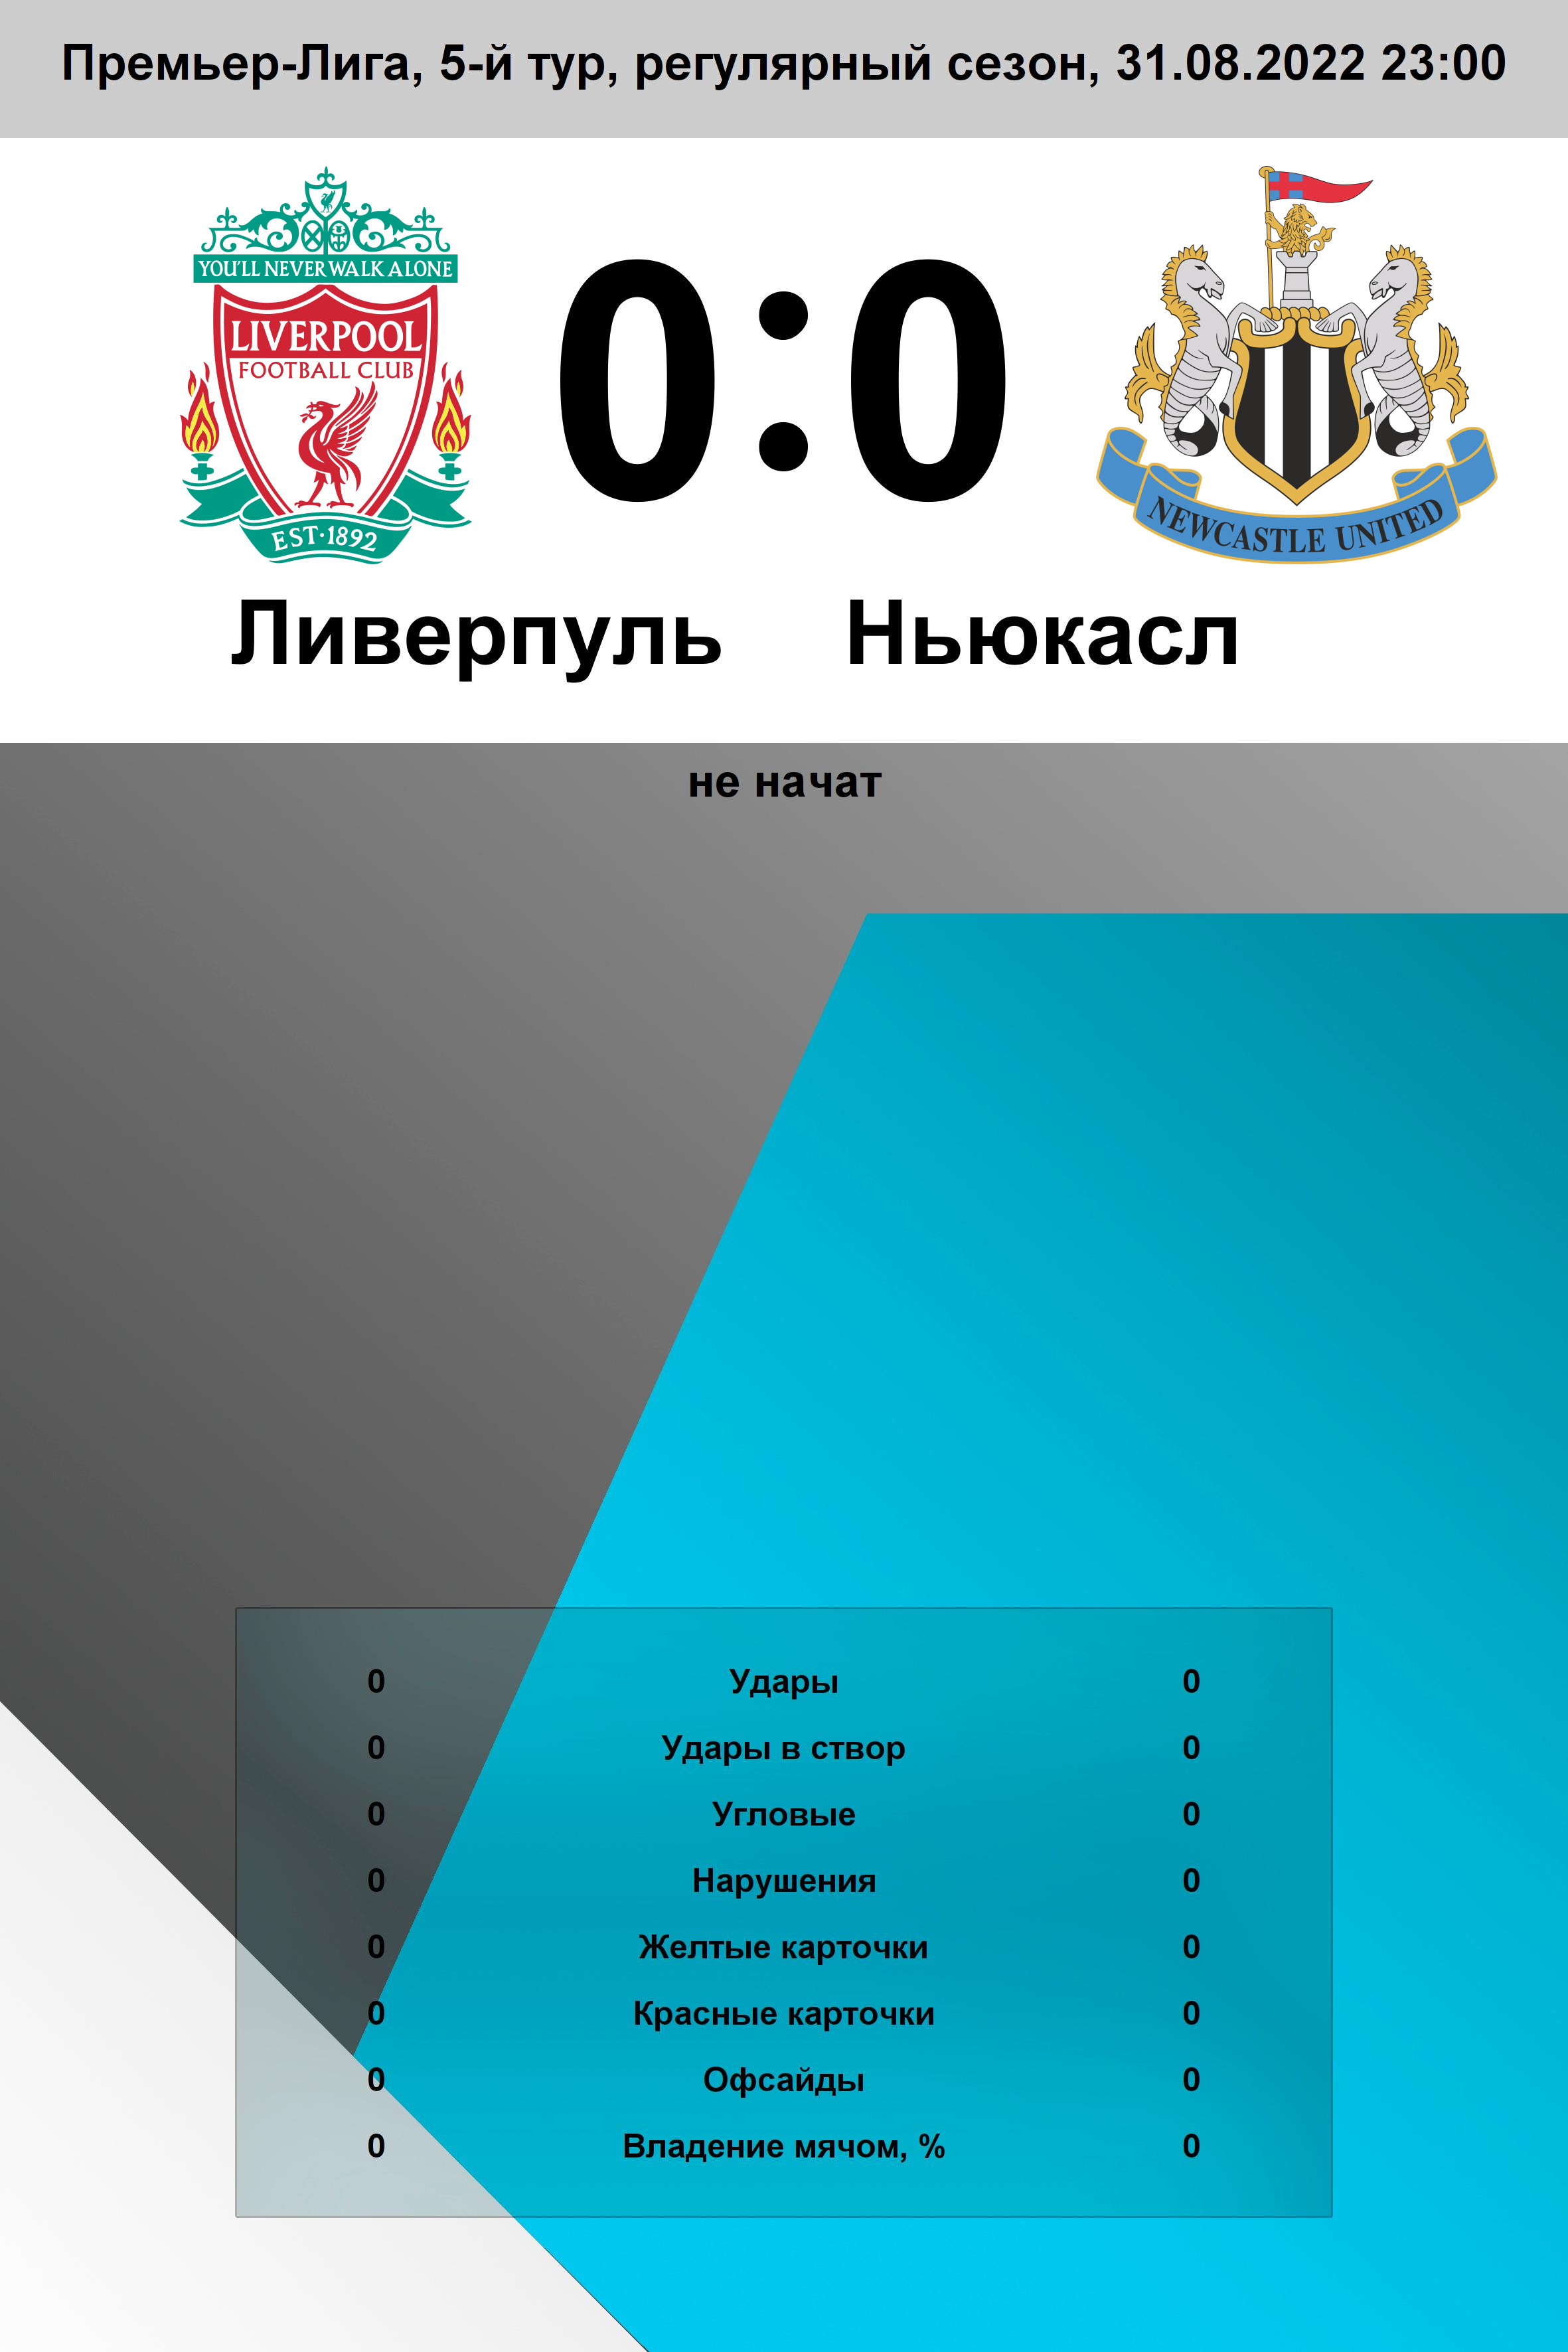 Премьер-Лига, 5-й тур, регулярный сезон, 31.08.2022 23:00
YOU'LL NEVER WALK ALONE
LIVERPOOL
FOOTBALL CLUB
EST·1892
0:0
NEWCASTLE UNITED
Ливерпуль Ньюкасл
не начат
0 Удары 0
0 Удары в створ 0
0 Угловые 0
0 Нарушения 0
0 Желтые карточки 0
0 Красные карточки 0
0 Офсайды 0
0 Владение мячом, % 0